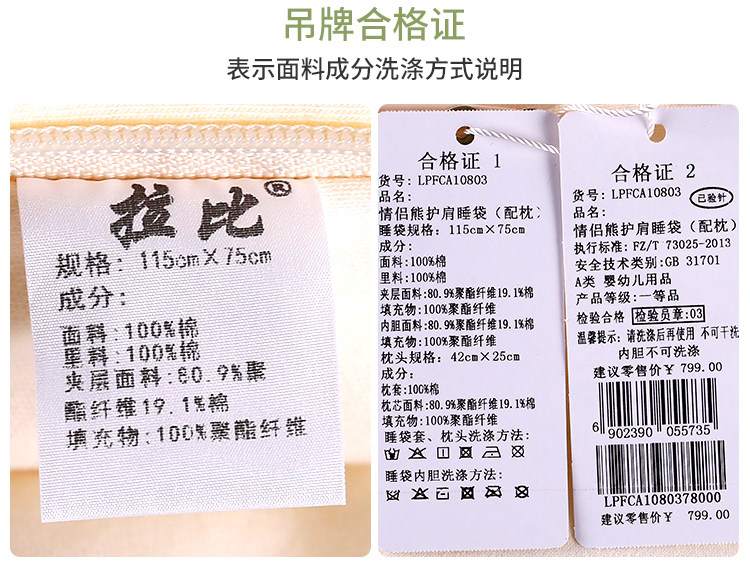 吊牌合格证
表示面料成分洗涤方式说明
拉比®
规格: 115cm×75cm
成分:
面料:100%棉
里料:100%棉
夹层面料:80.9%聚
酯纤维19.1%棉
填充物:100%聚酯纤维
合格证 1
货号: LPFCA10803
品名:
情侣熊护肩睡袋（配枕）
睡袋规格: 115cm×75cm
成分:
面料:100%棉
里料:100%棉
夹层面料:80.9%聚酯纤维19.1%棉
填充物:100%聚酯纤维
内胆面料:80.9%聚酯纤维19.1%棉
填充物:100%聚酯纤维
枕头规格: 42cm×25cm
成分:
枕套:100%棉
枕芯面料:80.9%聚酯纤维19.1%棉
填充物:100%聚酯纤维
睡袋套、枕头洗涤方法:
睡袋内胆洗涤方法:
合格证 2
货号: LPFCA10803
已验针
品名:
情侣熊护肩睡袋（配枕）
执行标准: FZ/T 73025-2013
安全技术类别:GB 31701
A类 婴幼儿用品
产品等级:一等品
检验合格 检验员章:03
温馨提示: 请洗涤后再使用 不可干洗
内胆不可洗涤
建议零售价￥ 799.00
6 902390 055735
LPFCA1080378000
建议零售价￥ 799.00